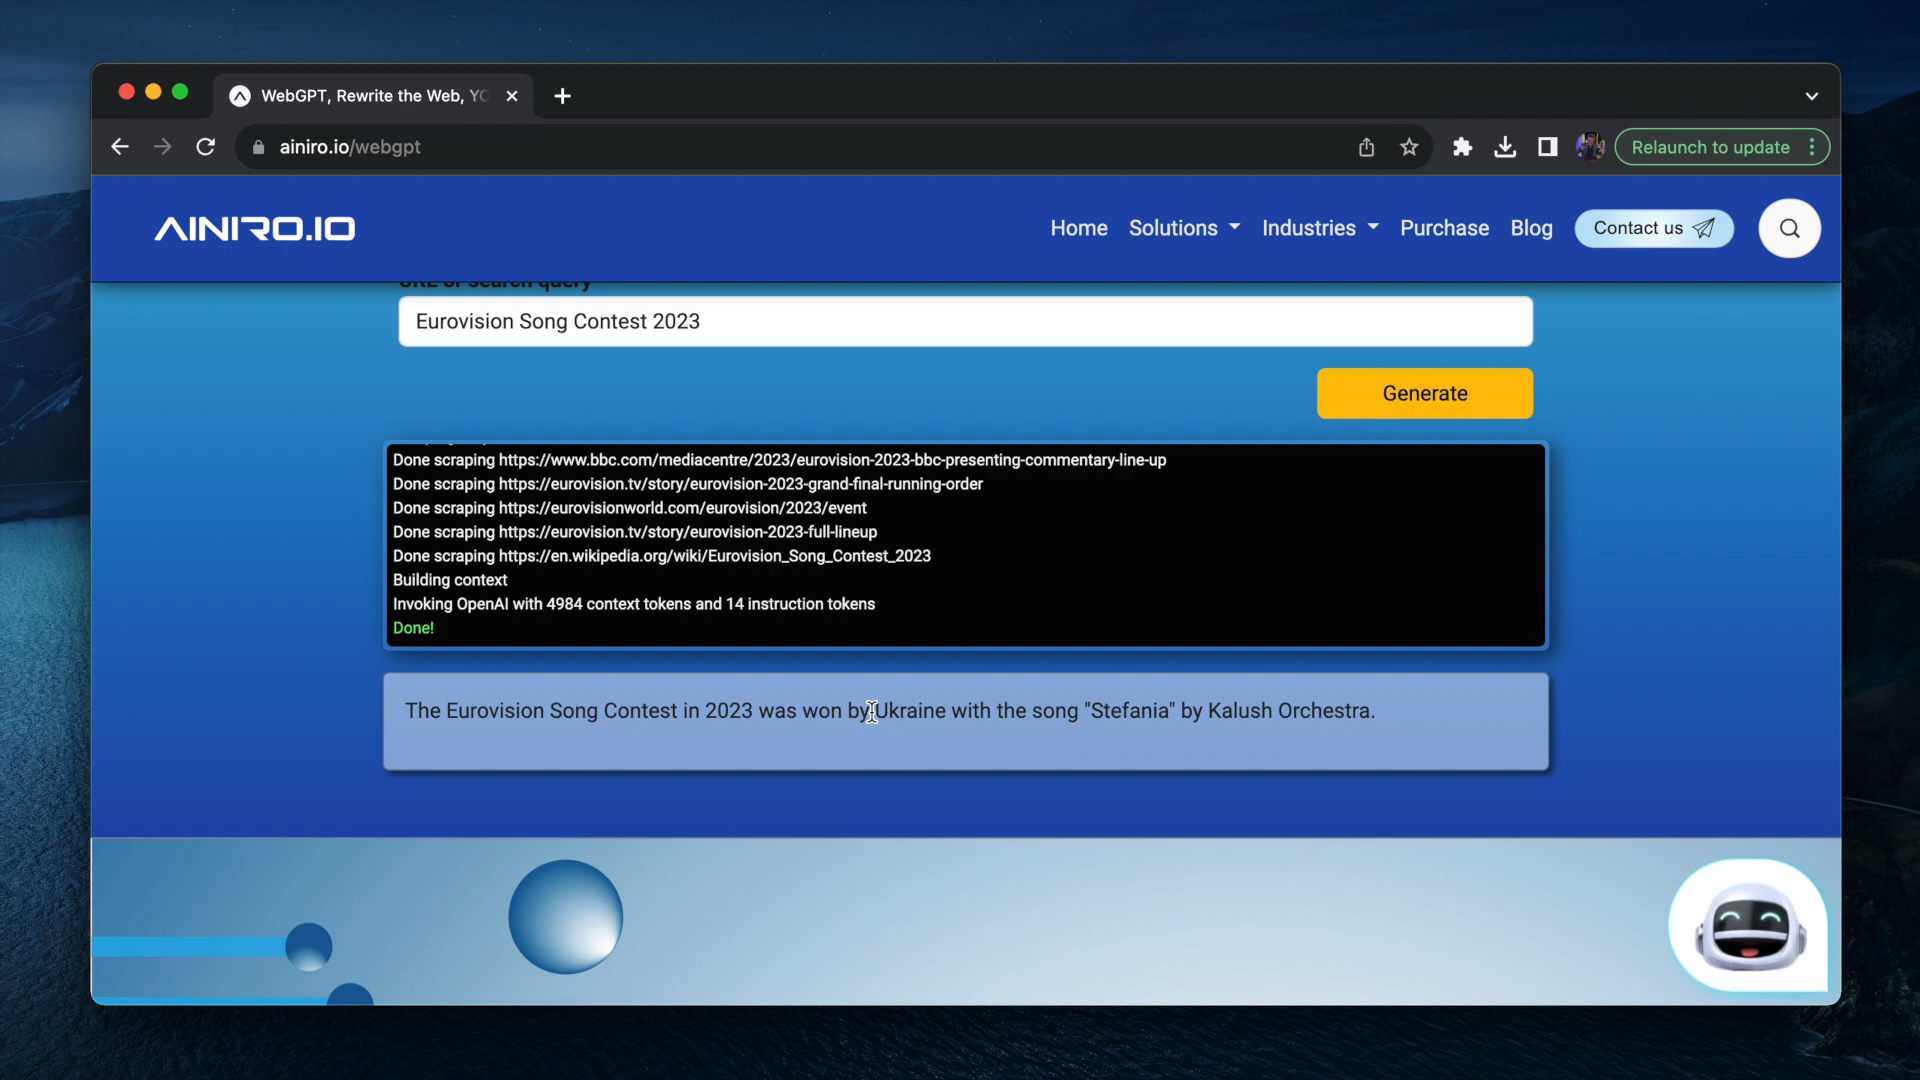 WebGPT, Rewrite the Web, YO
ainiro.io/webgpt
Relaunch to update
AINIRO.IO
Home Solutions Industries Purchase Blog Contact us
URL or search query
Eurovision Song Contest 2023
Generate
Done scraping https://www.bbc.com/mediacentre/2023/eurovision-2023-bbc-presenting-commentary-line-up
Done scraping https://eurovision.tv/story/eurovision-2023-grand-final-running-order
Done scraping https://eurovisionworld.com/eurovision/2023/event
Done scraping https://eurovision.tv/story/eurovision-2023-full-lineup
Done scraping https://en.wikipedia.org/wiki/Eurovision_Song_Contest_2023
Building context
Invoking OpenAI with 4984 context tokens and 14 instruction tokens
Done!
The Eurovision Song Contest in 2023 was won by Ukraine with the song "Stefania" by Kalush Orchestra.